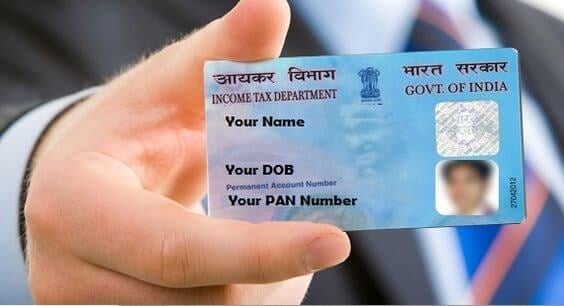 आयकर विभाग
INCOME TAX DEPARTMENT
भारत सरकार
GOVT. OF INDIA
Your Name
Your DOB
Permanent Account Number
Your PAN Number
27042012